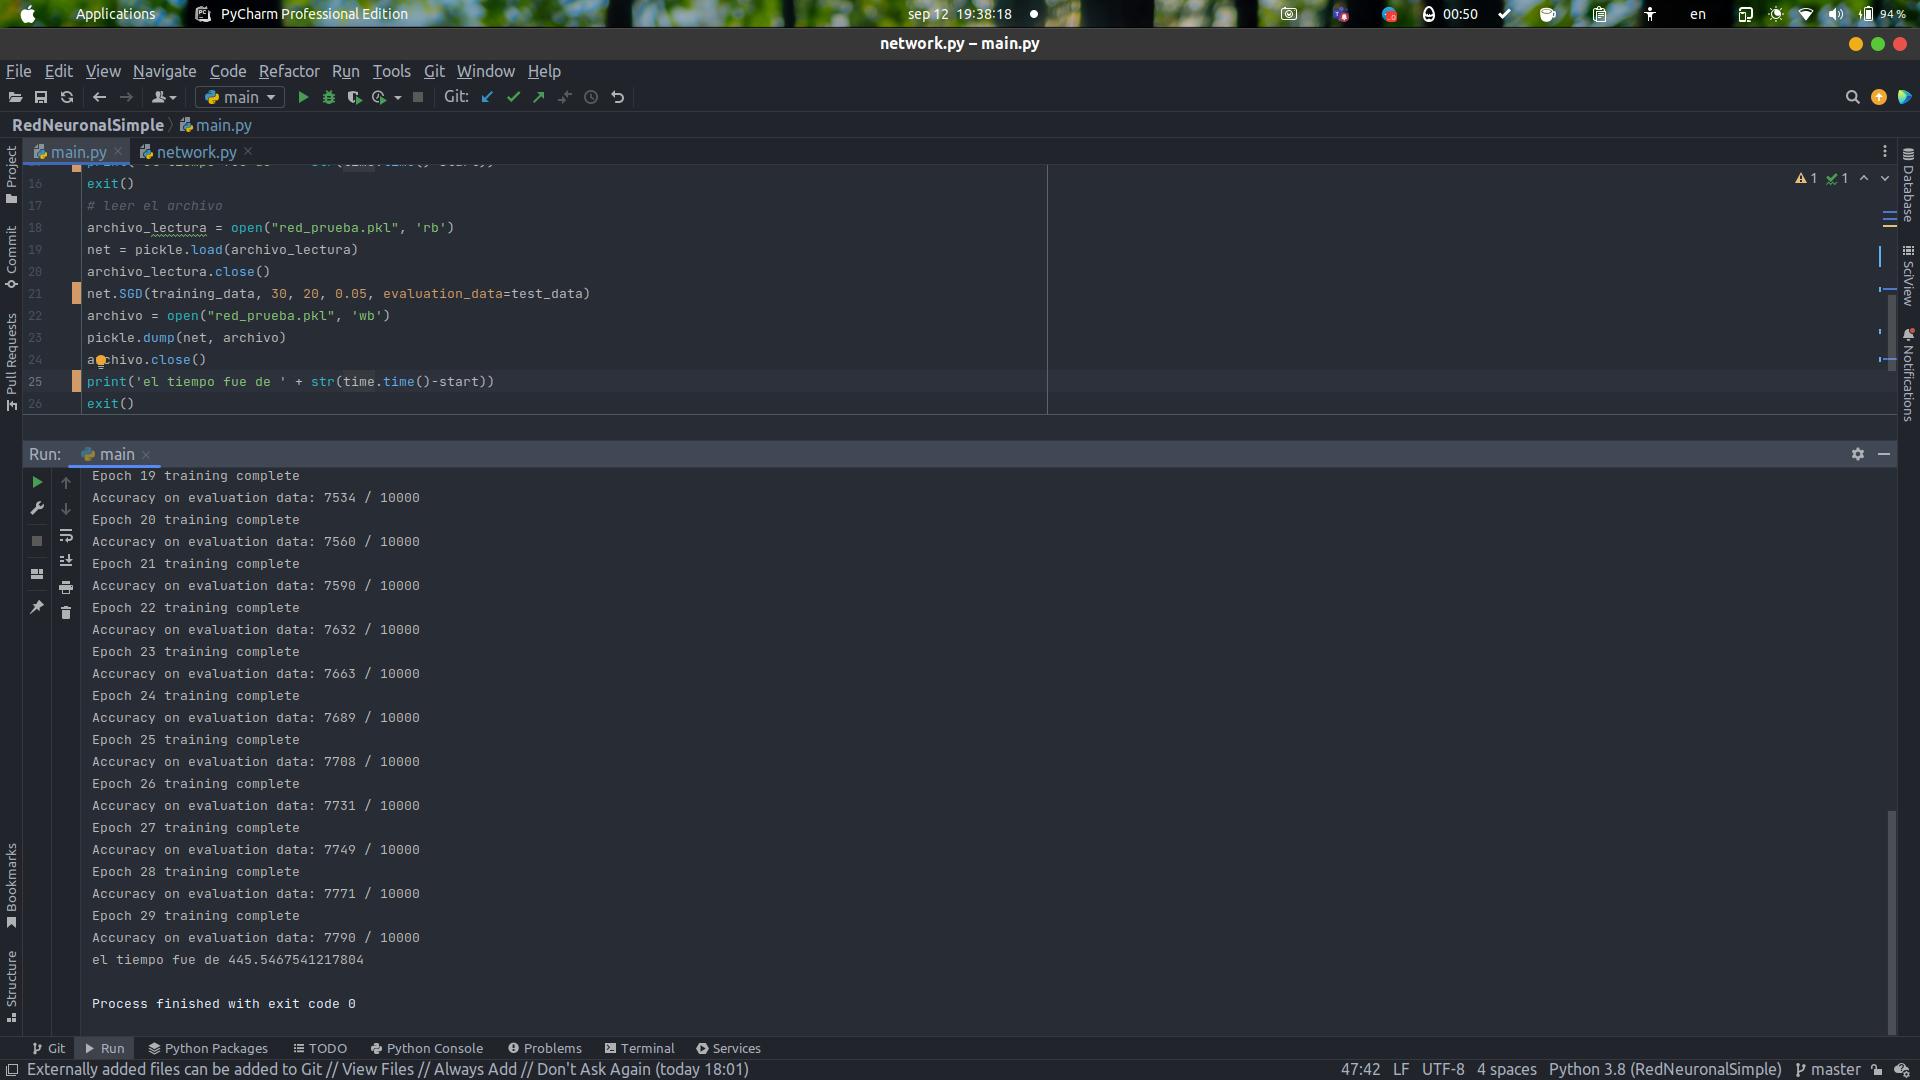 Applications PyCharm Professional Edition sep 12 19:38:18 00:50 en 94 %
network.py – main.py
File Edit View Navigate Code Refactor Run Tools Git Window Help
main Git:
RedNeuronalSimple main.py
main.py network.py
16 exit()
17 # leer el archivo
18 archivo_lectura = open("red_prueba.pkl", 'rb')
19 net = pickle.load(archivo_lectura)
20 archivo_lectura.close()
21 net.SGD(training_data, 30, 20, 0.05, evaluation_data=test_data)
22 archivo = open("red_prueba.pkl", 'wb')
23 pickle.dump(net, archivo)
24 archivo.close()
25 print('el tiempo fue de ' + str(time.time()-start))
26 exit()
1 1
Project
Commit
Pull Requests
Bookmarks
Structure
Database
SciView
Notifications
Run: main
Epoch 19 training complete
Accuracy on evaluation data: 7534 / 10000
Epoch 20 training complete
Accuracy on evaluation data: 7560 / 10000
Epoch 21 training complete
Accuracy on evaluation data: 7590 / 10000
Epoch 22 training complete
Accuracy on evaluation data: 7632 / 10000
Epoch 23 training complete
Accuracy on evaluation data: 7663 / 10000
Epoch 24 training complete
Accuracy on evaluation data: 7689 / 10000
Epoch 25 training complete
Accuracy on evaluation data: 7708 / 10000
Epoch 26 training complete
Accuracy on evaluation data: 7731 / 10000
Epoch 27 training complete
Accuracy on evaluation data: 7749 / 10000
Epoch 28 training complete
Accuracy on evaluation data: 7771 / 10000
Epoch 29 training complete
Accuracy on evaluation data: 7790 / 10000
el tiempo fue de 445.5467541217804
Process finished with exit code 0
Git Run Python Packages TODO Python Console Problems Terminal Services
Externally added files can be added to Git // View Files // Always Add // Don't Ask Again (today 18:01) 47:42 LF UTF-8 4 spaces Python 3.8 (RedNeuronalSimple) master